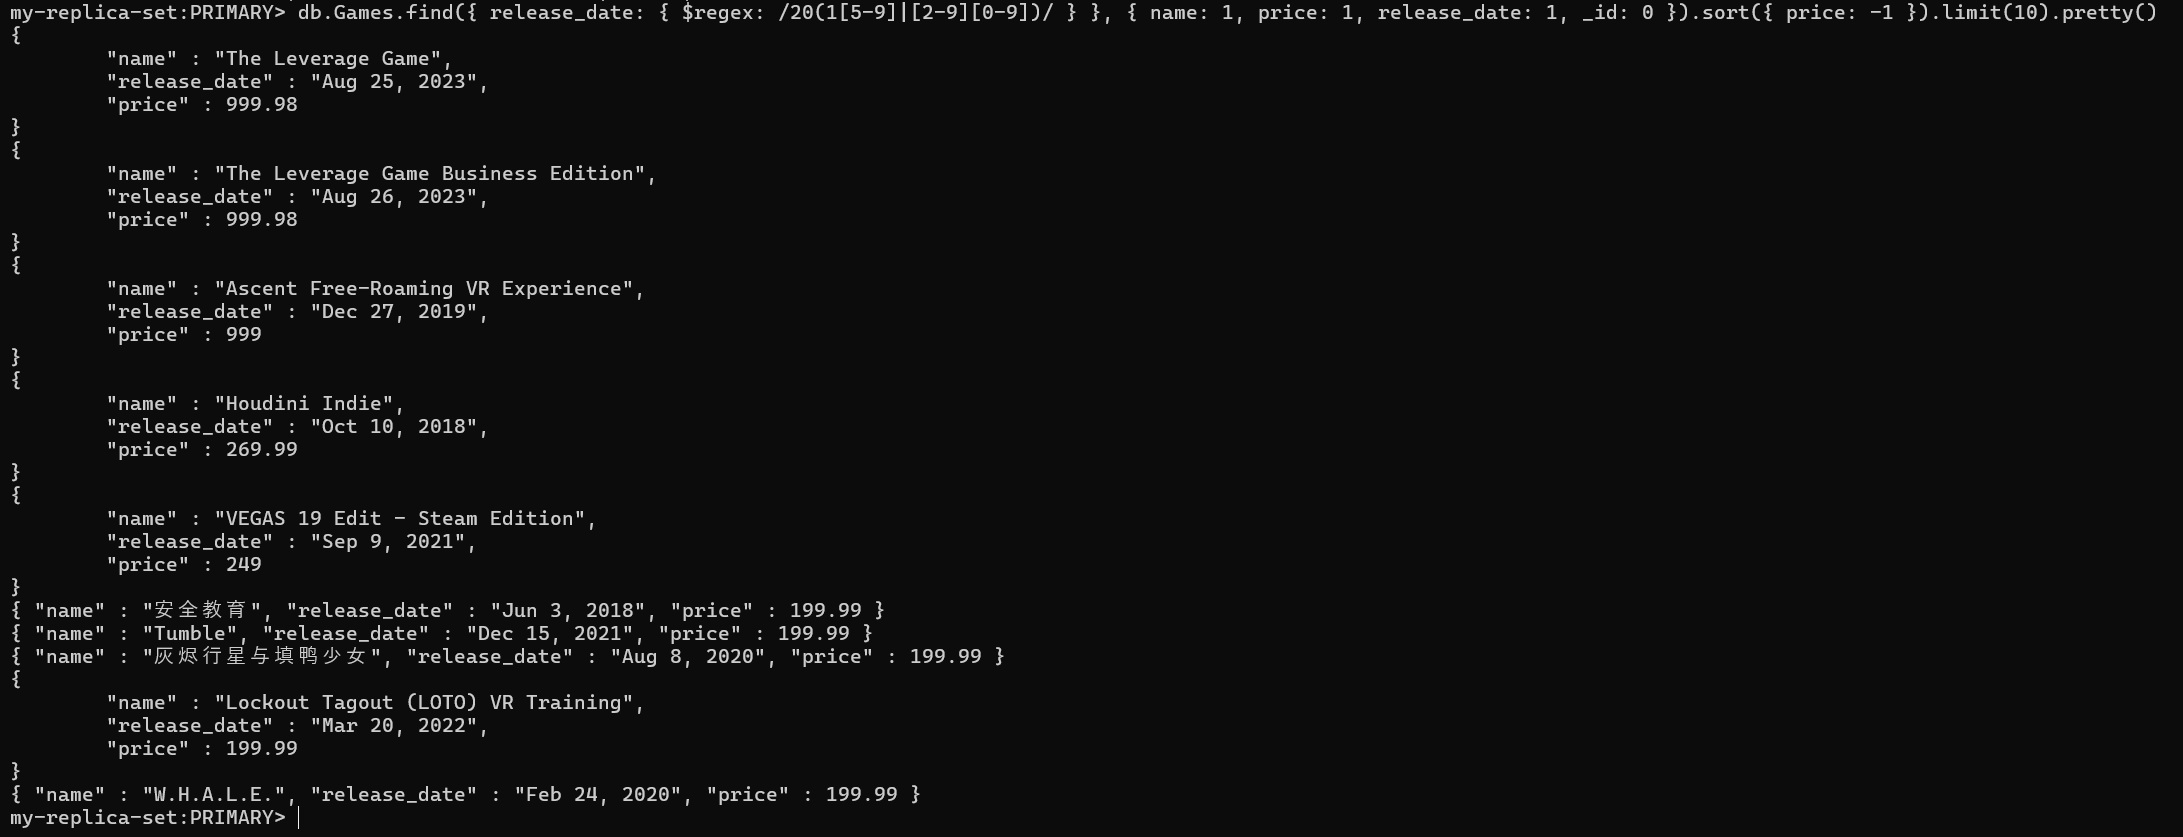 my-replica-set:PRIMARY> db.Games.find({ release_date: { $regex: /20(1[5-9]|[2-9][0-9])/ } }, { name: 1, price: 1, release_date: 1, _id: 0 }).sort({ price: -1 }).limit(10).pretty()
{
        "name" : "The Leverage Game",
        "release_date" : "Aug 25, 2023",
        "price" : 999.98
}
{
        "name" : "The Leverage Game Business Edition",
        "release_date" : "Aug 26, 2023",
        "price" : 999.98
}
{
        "name" : "Ascent Free-Roaming VR Experience",
        "release_date" : "Dec 27, 2019",
        "price" : 999
}
{
        "name" : "Houdini Indie",
        "release_date" : "Oct 10, 2018",
        "price" : 269.99
}
{
        "name" : "VEGAS 19 Edit - Steam Edition",
        "release_date" : "Sep 9, 2021",
        "price" : 249
}
{ "name" : "安全教育", "release_date" : "Jun 3, 2018", "price" : 199.99 }
{ "name" : "Tumble", "release_date" : "Dec 15, 2021", "price" : 199.99 }
{ "name" : "灰烬行星与填鸭少女", "release_date" : "Aug 8, 2020", "price" : 199.99 }
{
        "name" : "Lockout Tagout (LOTO) VR Training",
        "release_date" : "Mar 20, 2022",
        "price" : 199.99
}
{ "name" : "W.H.A.L.E.", "release_date" : "Feb 24, 2020", "price" : 199.99 }
my-replica-set:PRIMARY>